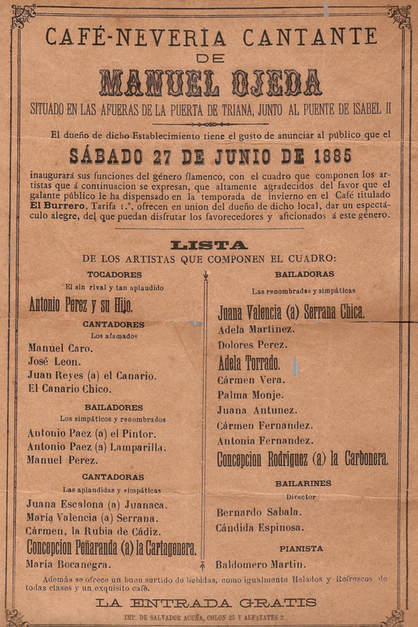 CAFÉ-NEVERIA CANTANTE
DE
MANUEL OJEDA
SITUADO EN LAS AFUERAS DE LA PUERTA DE TRIANA, JUNTO AL PUENTE DE ISABEL II
El dueño de dicho Establecimiento tiene el gusto de anunciar al público que el
SÁBADO 27 DE JUNIO DE 1885
inaugurará sus funciones del género flamenco, con el cuadro que componen los ar-
tistas que á continuacion se expresan, que altamente agradecidos del favor que el
galante público le ha dispensado en la temporada de invierno en el Café titulado
El Burrero, Tarifa 1.º, ofrecen en union del dueño de dicho local, dar un espectá-
culo alegre, del que puedan disfrutar los favorecedores y aficionados á este género.
LISTA
DE LOS ARTISTAS QUE COMPONEN EL CUADRO:
TOCADORES
El sin rival y tan aplaudido
Antonio Perez y su Hijo.
CANTADORES
Los afamados
Manuel Caro.
José Leon.
Juan Reyes (a) el Canario.
El Canario Chico.
BAILADORES
Los simpáticos y renombrados
Antonio Paez (a) el Pintor.
Antonio Paez (a) Lamparilla.
Manuel Perez.
CANTADORAS
Las aplaudidas y simpáticas
Juana Escalona (a) Juanaca.
María Valencia (a) Serrana.
Cármen, la Rubia de Cádiz.
Concepcion Peñaranda (a) la Cartagenera.
María Bocanegra.
BAILADORAS
Las renombradas y simpáticas
Juana Valencia (a) Serrana Chica.
Adela Martinez.
Dolores Perez.
Adela Torrado.
Cármen Vera.
Palma Monje.
Juana Antunez.
Cármen Fernandez.
Antonia Fernandez.
Concepcion Rodriguez (a) la Carbonera.
BAILARINES
Director
Bernardo Sabala.
Cándida Espinosa.
PIANISTA
Baldomero Martin.
Además se ofrece un buen surtido de bebidas, como igualmente Helados y Refrescos de
todas clases y un exquisito café.
LA ENTRADA GRATIS
IMP. DE SALVADOR ACUÑA, COLON 25 Y ALFAYATES 2